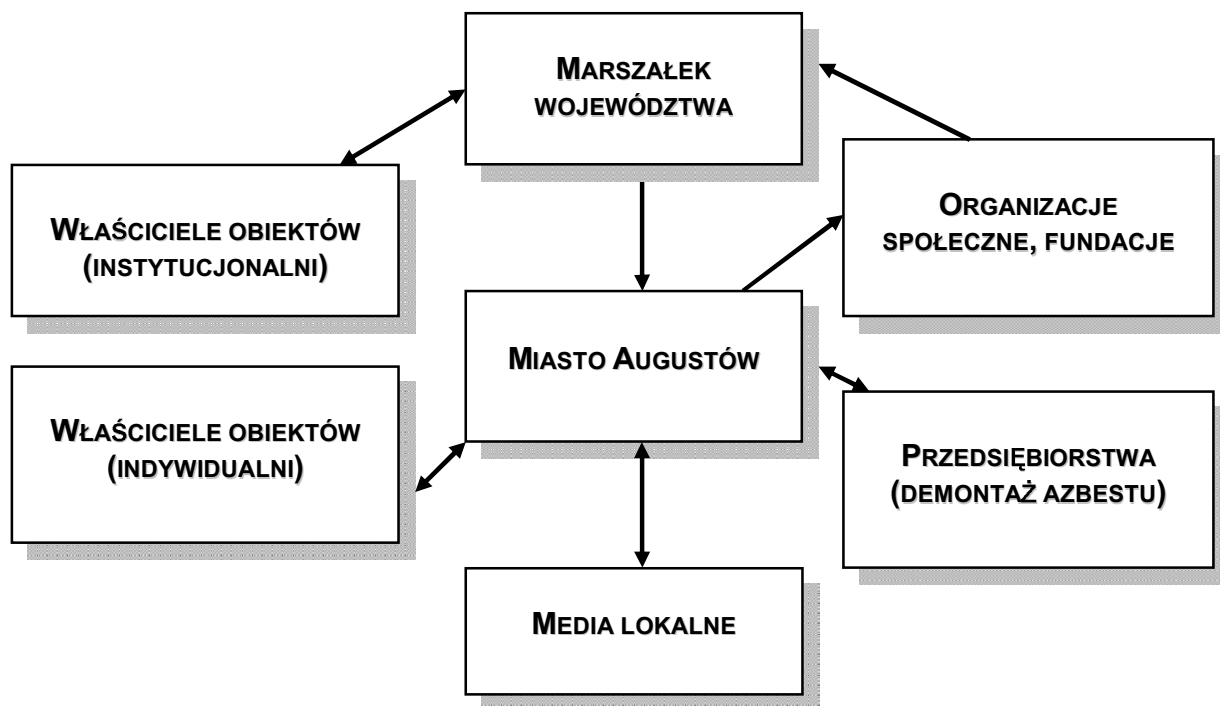 MARSZAŁEK
WOJEWÓDZTWA
WŁAŚCICIELE OBIEKTÓW
(INSTYTUCJONALNI)
ORGANIZACJE
SPOŁECZNE, FUNDACJE
MIASTO AUGUSTÓW
WŁAŚCICIELE OBIEKTÓW
(INDYWIDUALNI)
PRZEDSIĘBIORSTWA
(DEMONTAŻ AZBESTU)
MEDIA LOKALNE